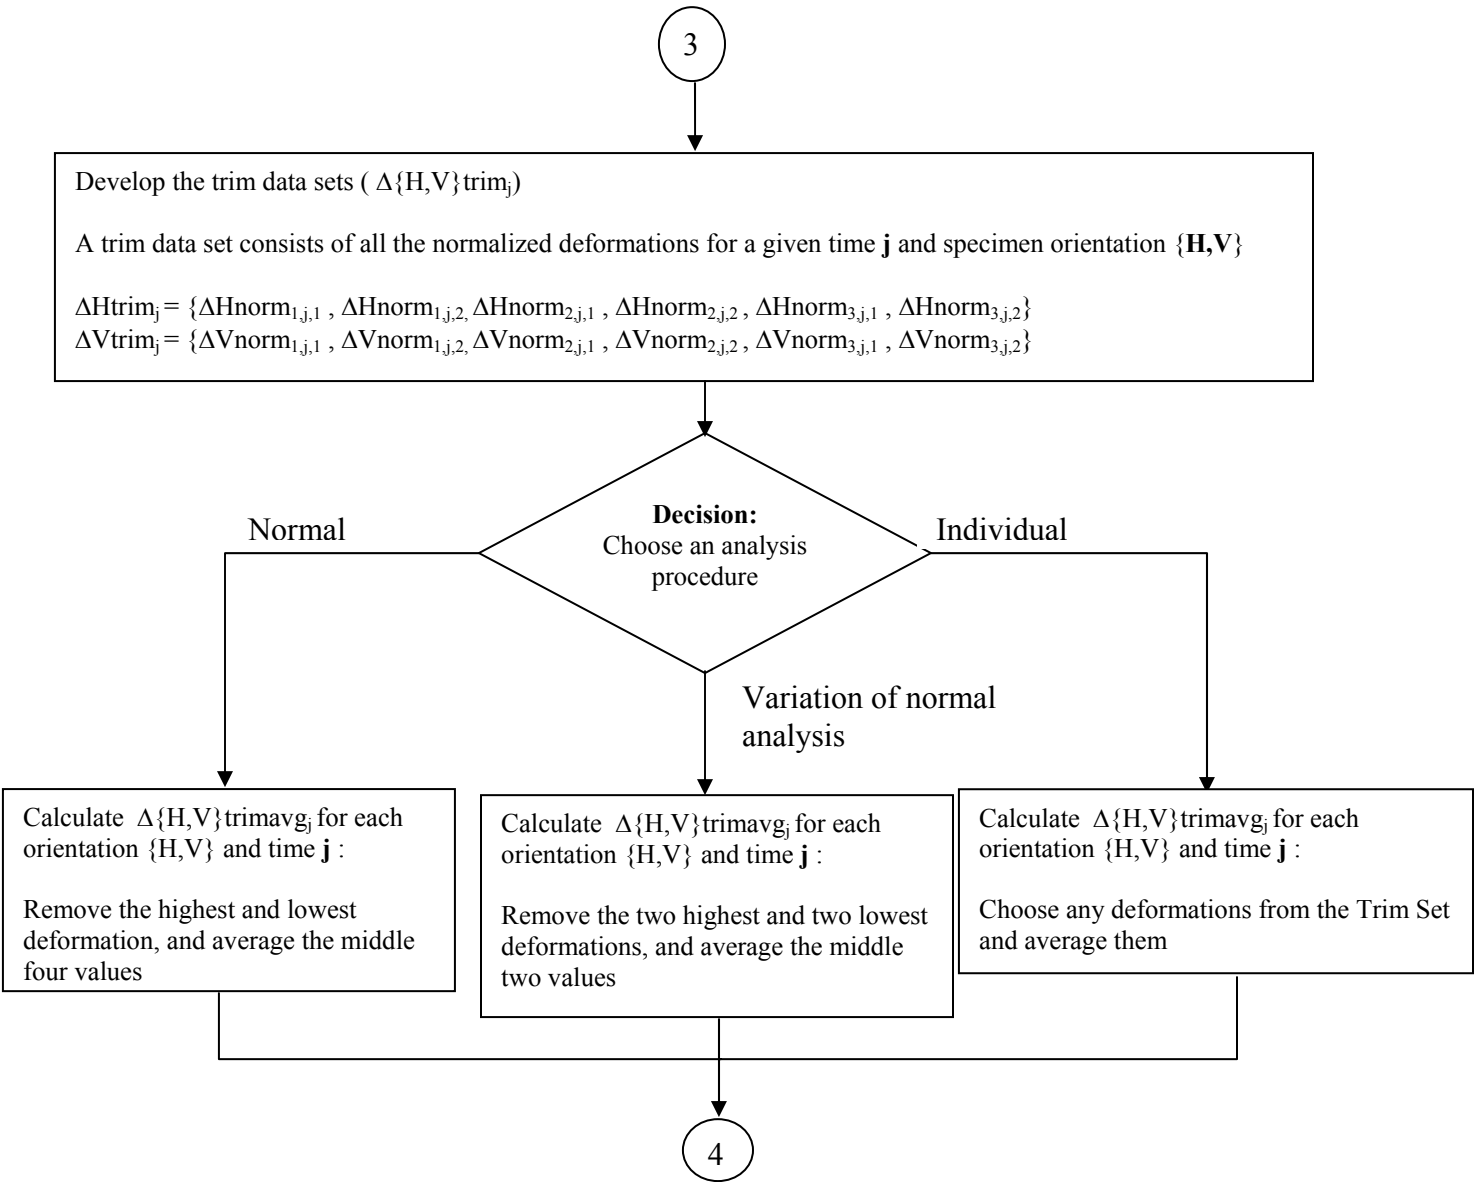 3
Develop the trim data sets ( Δ{H,V}trimj)
A trim data set consists of all the normalized deformations for a given time j and specimen orientation {H,V}
ΔHtrimj = {ΔHnorm1,j,1 , ΔHnorm1,j,2, ΔHnorm2,j,1 , ΔHnorm2,j,2 , ΔHnorm3,j,1 , ΔHnorm3,j,2}
ΔVtrimj = {ΔVnorm1,j,1 , ΔVnorm1,j,2, ΔVnorm2,j,1 , ΔVnorm2,j,2 , ΔVnorm3,j,1 , ΔVnorm3,j,2}
Decision:
Choose an analysis
procedure
Normal
Individual
Variation of normal
analysis
Calculate Δ{H,V}trimavgj for each
orientation {H,V} and time j :
Remove the highest and lowest
deformation, and average the middle
four values
Calculate Δ{H,V}trimavgj for each
orientation {H,V} and time j :
Remove the two highest and two lowest
deformations, and average the middle
two values
Calculate Δ{H,V}trimavgj for each
orientation {H,V} and time j :
Choose any deformations from the Trim Set
and average them
4